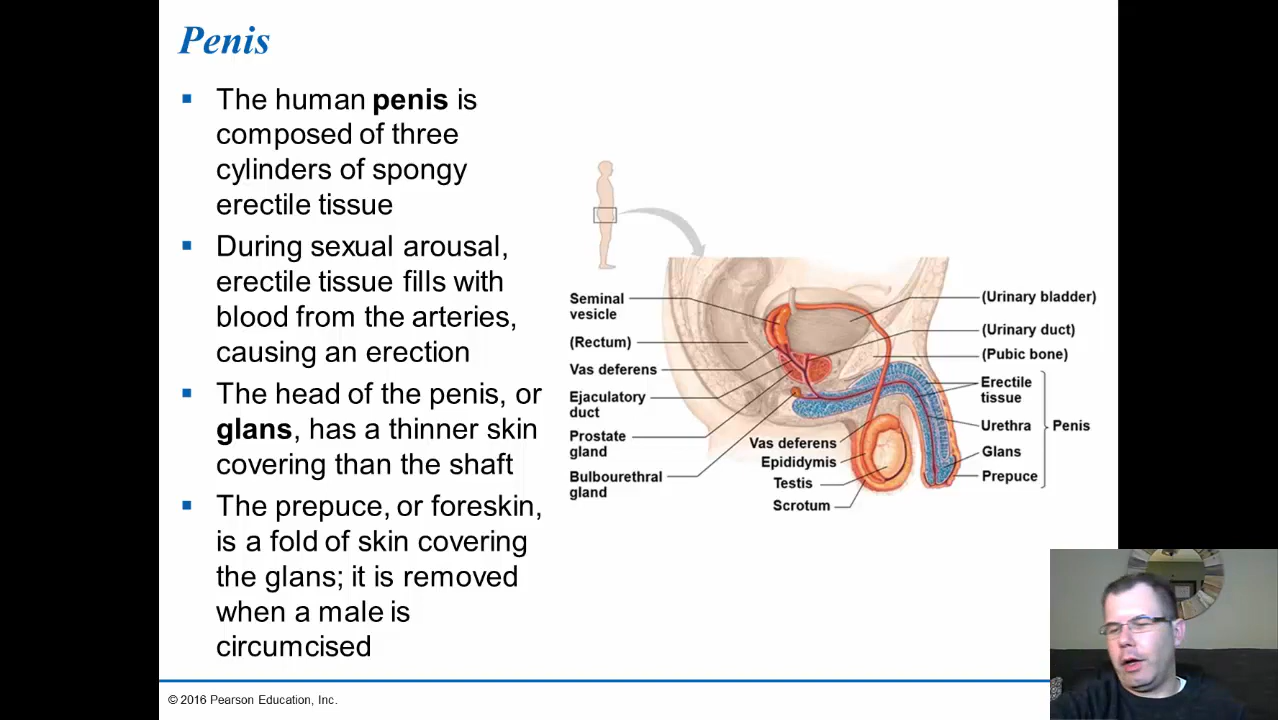 Penis
▪ The human penis is
composed of three
cylinders of spongy
erectile tissue
▪ During sexual arousal,
erectile tissue fills with
blood from the arteries,
causing an erection
▪ The head of the penis, or
glans, has a thinner skin
covering than the shaft
▪ The prepuce, or foreskin,
is a fold of skin covering
the glans; it is removed
when a male is
circumcised
Seminal
vesicle
(Rectum)
Vas deferens
Ejaculatory
duct
Prostate
gland
Bulbourethral
gland
Vas deferens
Epididymis
Testis
Scrotum
(Urinary bladder)
(Urinary duct)
(Pubic bone)
Erectile
tissue
Urethra
Glans
Prepuce
Penis
© 2016 Pearson Education, Inc.